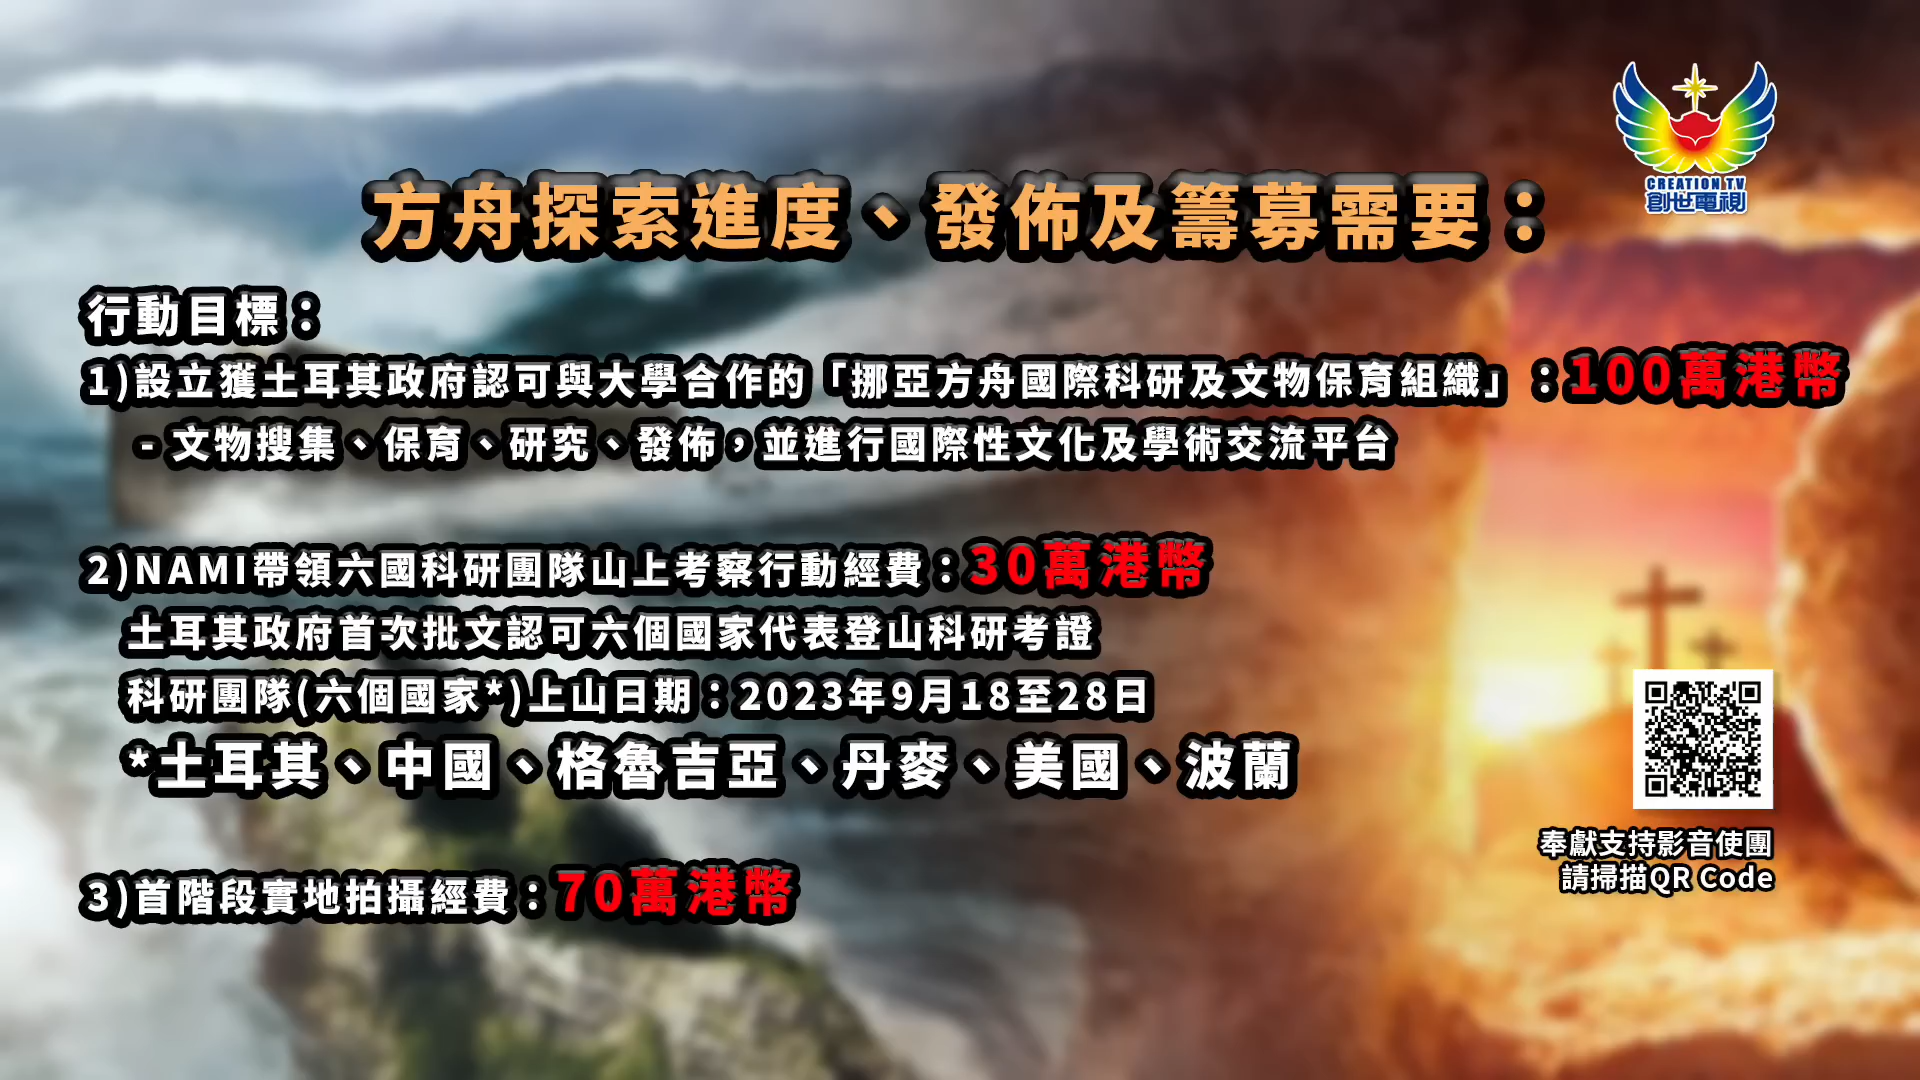 CREATION TV
創世電視
方舟探索進度、發佈及籌募需要：
行動目標：
1)設立獲土耳其政府認可與大學合作的「挪亞方舟國際科研及文物保育組織」：100萬港幣
- 文物搜集、保育、研究、發佈，並進行國際性文化及學術交流平台
2)NAMI帶領六國科研團隊山上考察行動經費：30萬港幣
土耳其政府首次批文認可六個國家代表登山科研考證
科研團隊(六個國家*)上山日期：2023年9月18至28日
*土耳其、中國、格魯吉亞、丹麥、美國、波蘭
3)首階段實地拍攝經費：70萬港幣
奉獻支持影音使團
請掃描QR Code